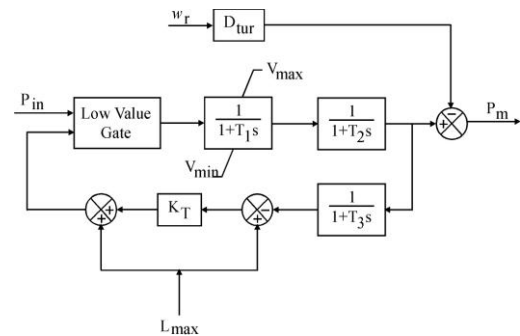 w_r
D_tur
V_max
P_in
Low Value
Gate
1
1+T_1s
1
1+T_2s
P_m
V_min
+
-
+
+
K_T
-
+
1
1+T_3s
+
L_max